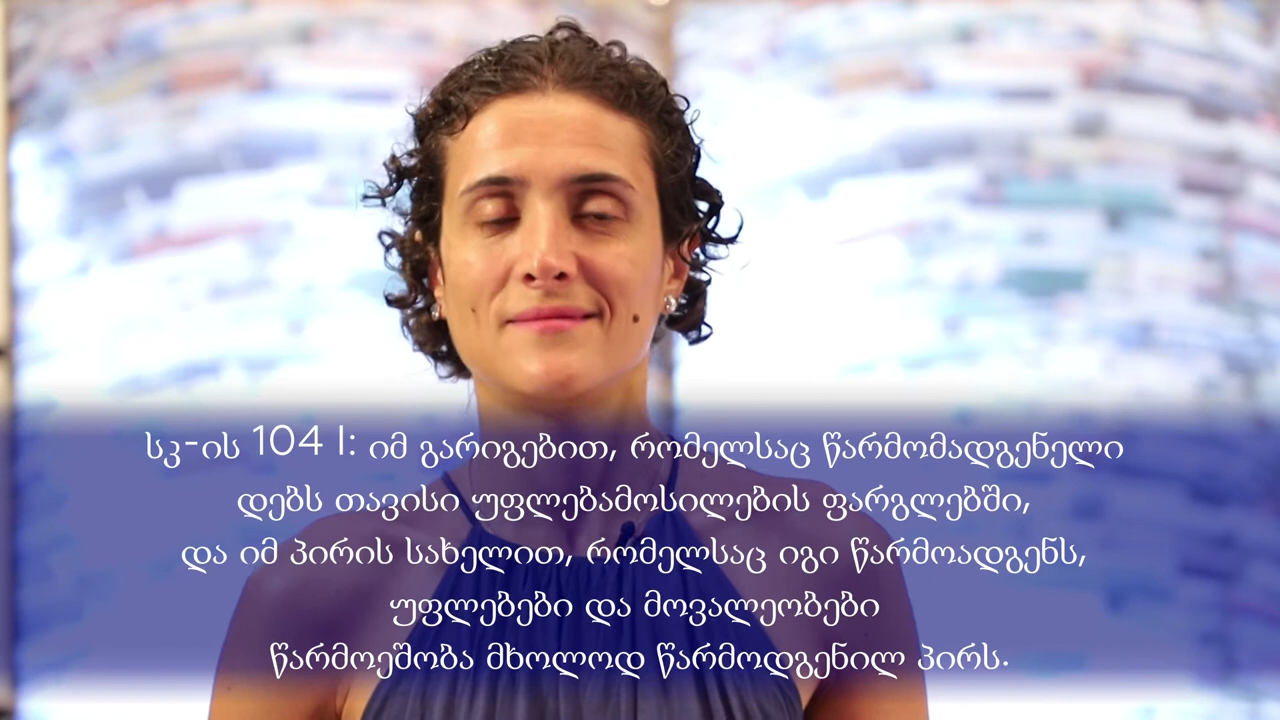 სკ-ის 104 I: იმ გარიგებით, რომელსაც წარმომადგენელი
დებს თავისი უფლებამოსილების ფარგლებში,
და იმ პირის სახელით, რომელსაც იგი წარმოადგენს,
უფლებები და მოვალეობები
წარმოეშობა მხოლოდ წარმოდგენილ პირს.